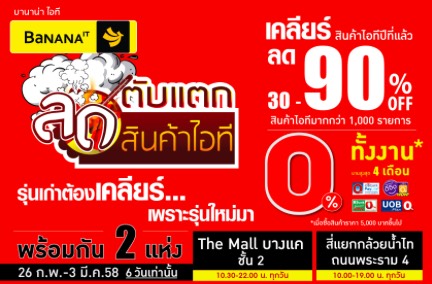 บานาน่า ไอที
BaNANA IT
ลด
ตับแตก
สินค้าไอที
รุ่นเก่าต้องเคลียร์...
เพราะรุ่นใหม่มา
เคลียร์ สินค้าไอทีปีที่แล้ว
ลด
30 - 90% OFF
สินค้าไอทีมากกว่า 1,000 รายการ
0%
ทั้งงาน*
นานสูงสุด 4 เดือน
UOB
*เมื่อซื้อสินค้าราคา 5,000 บาทขึ้นไป
พร้อมกัน 2 แห่ง
26 ก.พ.-3 มี.ค.58 6 วันเท่านั้น
The Mall บางแค
ชั้น 2
10.30-22.00 น. ทุกวัน
สี่แยกกล้วยน้ำไท
ถนนพระราม 4
10.00-19.00 น. ทุกวัน